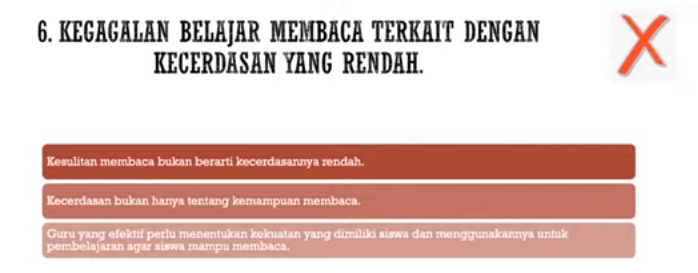 6. KEGAGALAN BELAJAR MEMBACA TERKAIT DENGAN
KECERDASAN YANG RENDAH.
Kesulitan membaca bukan berarti kecerdasannya rendah.
Kecerdasan bukan hanya tentang kemampuan membaca.
Guru yang efektif perlu menentukan kekuatan yang dimiliki siswa dan menggunakannya untuk
pembelajaran agar siswa mampu membaca.